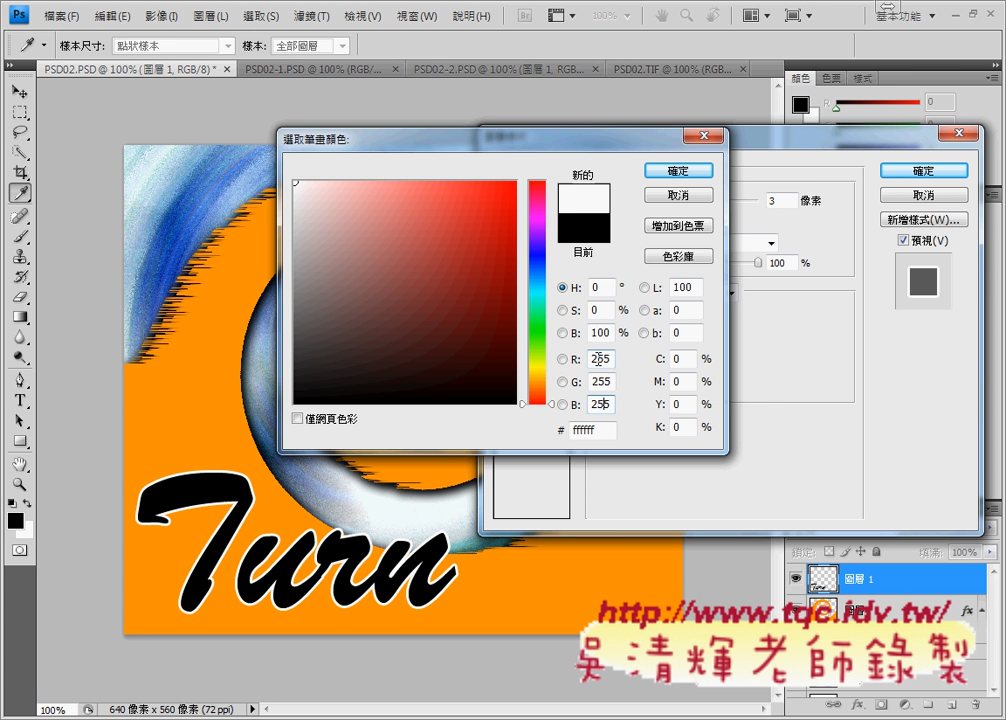 Ps 檔案(F) 編輯(E) 影像(I) 圖層(L) 選取(S) 濾鏡(T) 檢視(V) 視窗(W) 說明(H) Br 100% 基本功能
樣本尺寸: 點狀樣本 樣本: 全部圖層
PSD02.PSD @ 100% (圖層 1, RGB/8) * × PSD02-1.PSD @ 100% (RGB/... × PSD02-2.PSD @ 100% (圖層 1, RGB... × PSD02.TIF @ 100% (RGB... × 顏色 色票 樣式
R 0
選取筆畫顏色:
確定
取消
增加到色票
色彩庫
新的
目前
H: 0 °
S: 0 %
B: 100 %
R: 255
G: 255
B: 255
# ffffff
L: 100
a: 0
b: 0
C: 0 %
M: 0 %
Y: 0 %
K: 0 %
僅網頁色彩
3 像素
100 %
確定
取消
新增樣式(W)...
預視(V)
Turn
鎖定: 填滿: 100%
圖層 1
fx
http://www.tqc.idv.tw/
吳清輝老師錄製
100% 640 像素 x 560 像素 (72 ppi)